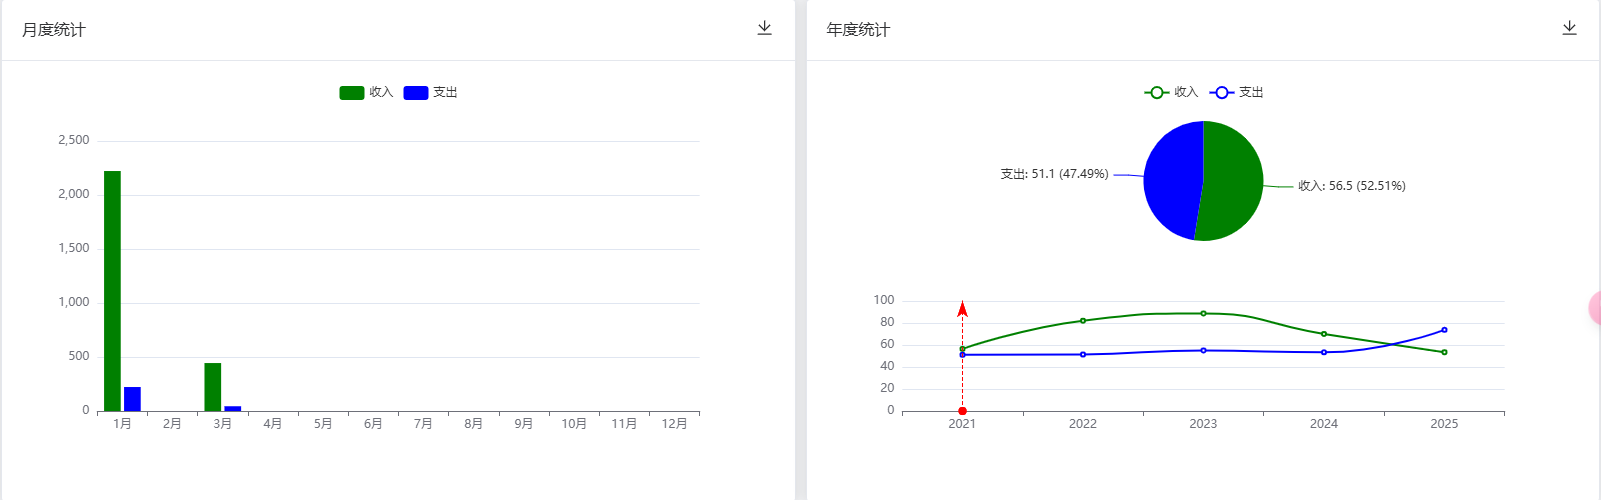 月度统计
收入 支出
2,500
2,000
1,500
1,000
500
0
1月 2月 3月 4月 5月 6月 7月 8月 9月 10月 11月 12月
年度统计
收入 支出
支出: 51.1 (47.49%)
收入: 56.5 (52.51%)
100
80
60
40
20
0
2021 2022 2023 2024 2025